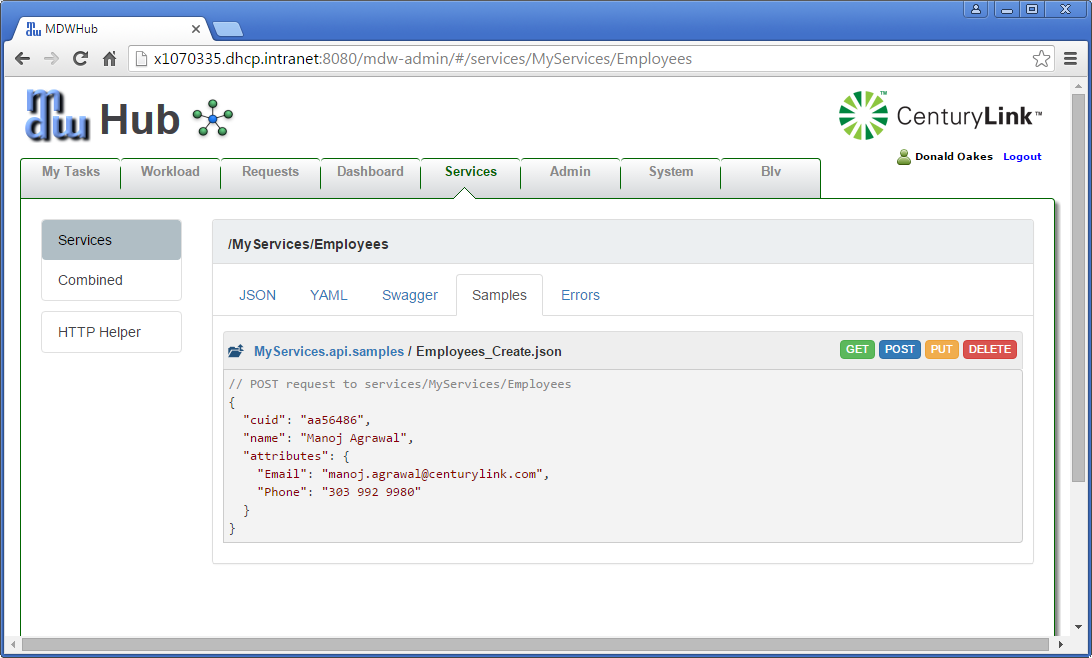 MDWHub
x1070335.dhcp.intranet:8080/mdw-admin/#/services/MyServices/Employees
mdw Hub
CenturyLink™
Donald Oakes Logout
My Tasks Workload Requests Dashboard Services Admin System Blv
Services
Combined
HTTP Helper
/MyServices/Employees
JSON YAML Swagger Samples Errors
MyServices.api.samples / Employees_Create.json GET POST PUT DELETE
// POST request to services/MyServices/Employees
{
"cuid": "aa56486",
"name": "Manoj Agrawal",
"attributes": {
"Email": "manoj.agrawal@centurylink.com",
"Phone": "303 992 9980"
}
}